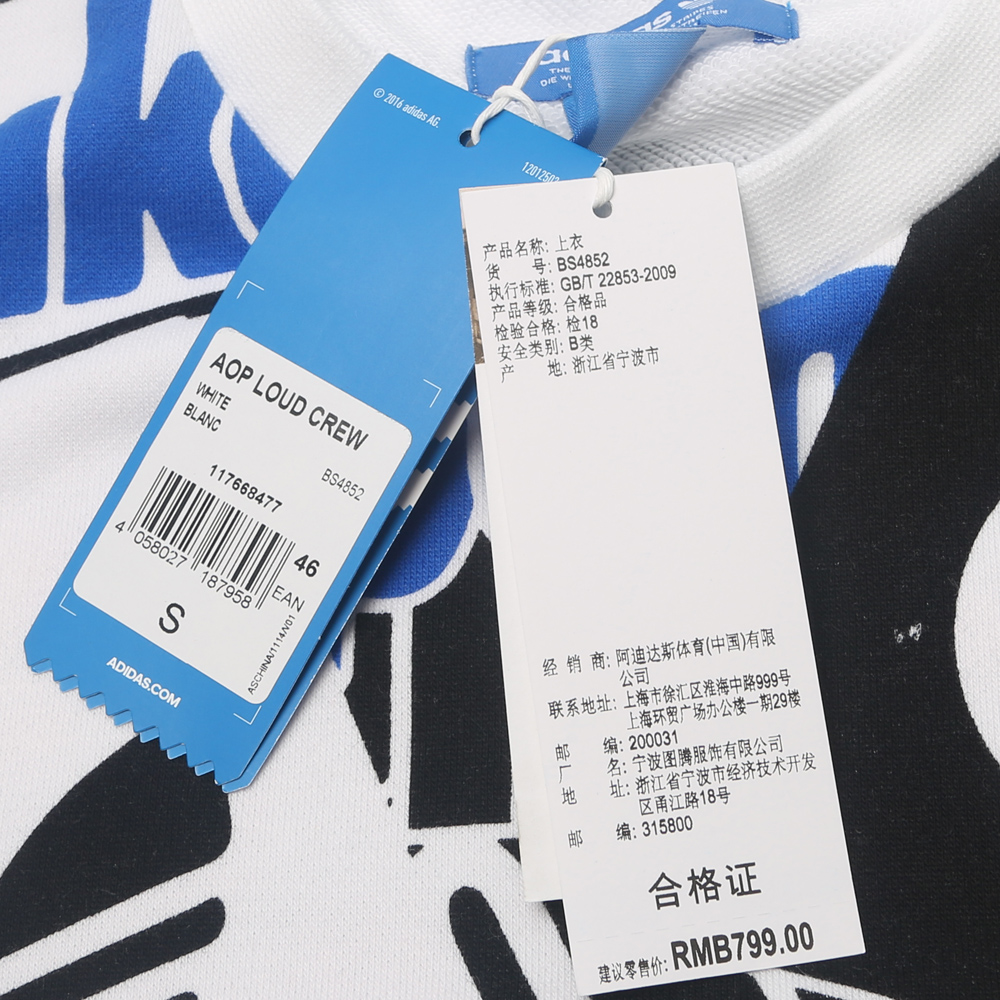 © 2016 adidas AG.
12012502
AOP LOUD CREW
WHITE
BLANC
BS4852
117668477
4 058027 187958 EAN
46
S
ASCHINA/1114/V01
ADIDAS.COM
产品名称: 上衣
货 号: BS4852
执行标准: GB/T 22853-2009
产品等级: 合格品
检验合格: 检18
安全类别: B类
产 地: 浙江省宁波市
经 销 商: 阿迪达斯体育(中国)有限
公司
联系地址: 上海市徐汇区淮海中路999号
上海环贸广场办公楼一期29楼
邮 编: 200031
厂 名: 宁波图腾服饰有限公司
地 址: 浙江省宁波市经济技术开发
区甬江路18号
邮 编: 315800
合格证
建议零售价: RMB799.00